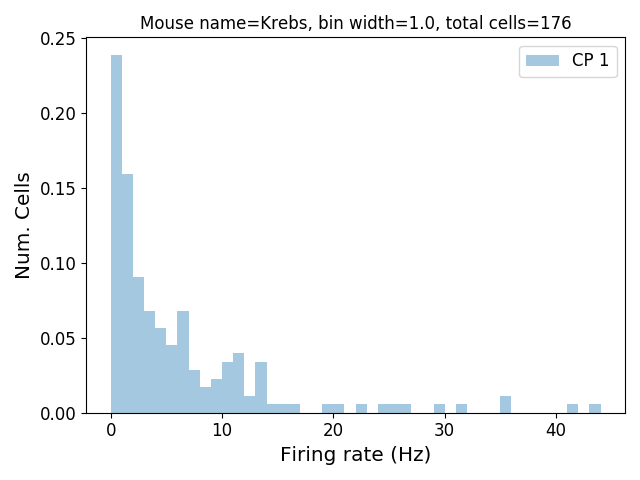 Mouse name=Krebs, bin width=1.0, total cells=176
CP 1
Num. Cells
0.25
0.20
0.15
0.10
0.05
0.00
0 10 20 30 40
Firing rate (Hz)